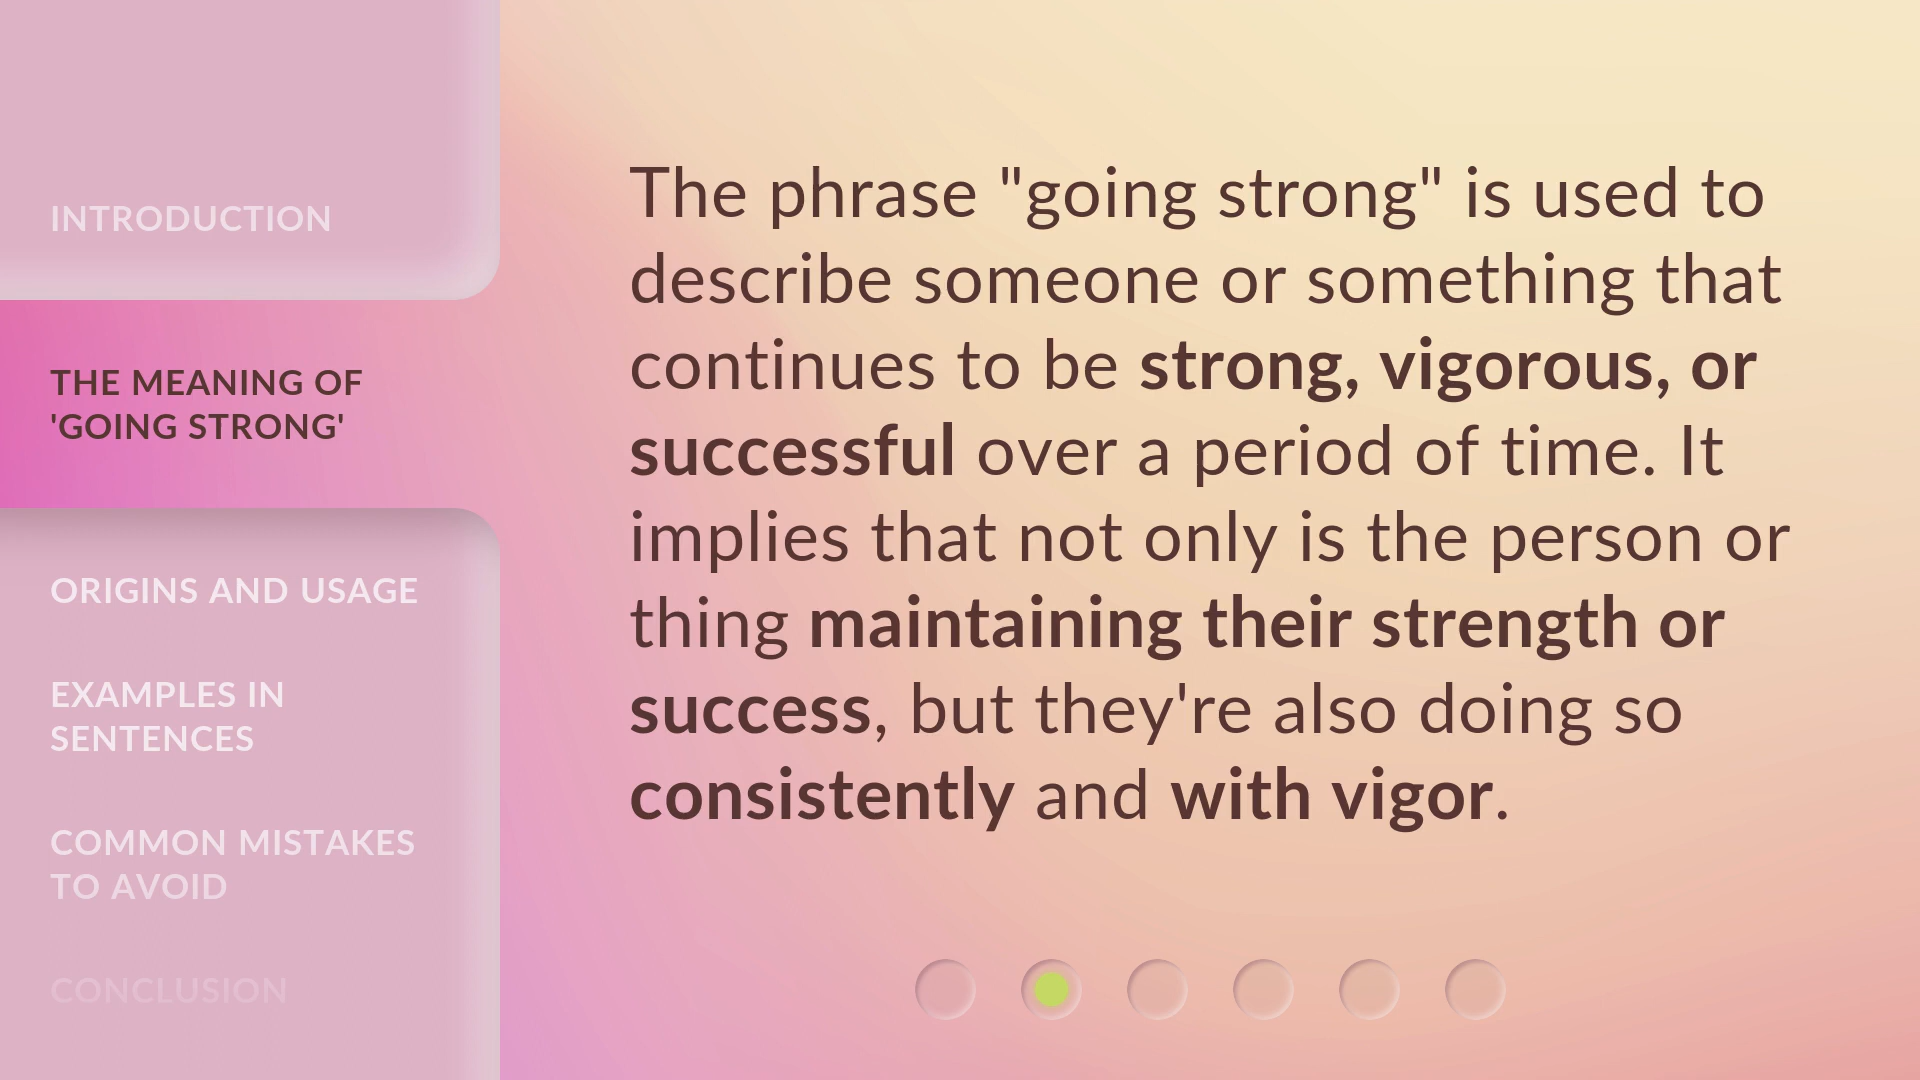 INTRODUCTION
THE MEANING OF
'GOING STRONG'
ORIGINS AND USAGE
EXAMPLES IN
SENTENCES
COMMON MISTAKES
TO AVOID
CONCLUSION
The phrase "going strong" is used to
describe someone or something that
continues to be strong, vigorous, or
successful over a period of time. It
implies that not only is the person or
thing maintaining their strength or
success, but they're also doing so
consistently and with vigor.